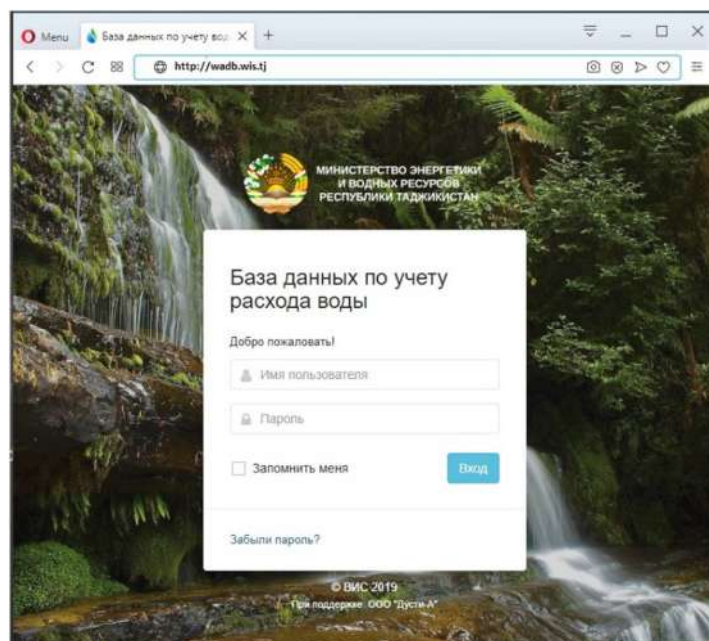 Menu
База данных по учету вод
http://wadb.wis.tj
МИНИСТЕРСТВО ЭНЕРГЕТИКИ
И ВОДНЫХ РЕСУРСОВ
РЕСПУБЛИКИ ТАДЖИКИСТАН
База данных по учету
расхода воды
Добро пожаловать!
Имя пользователя
Пароль
Запомнить меня
Вход
Забыли пароль?
© ВИС 2019
При поддержке ООО "Дусти-А"